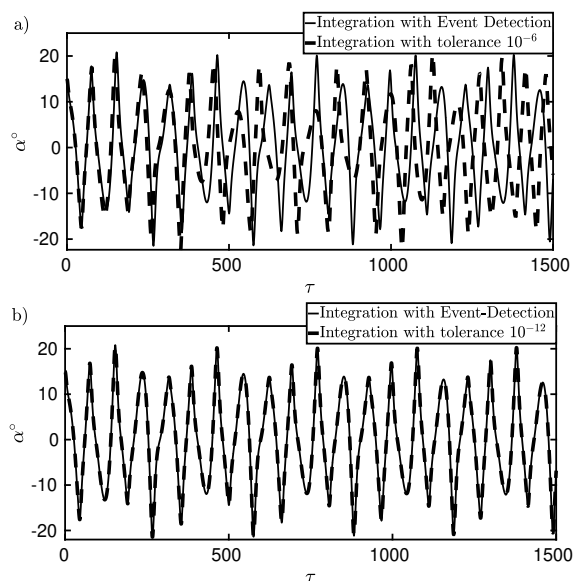 a)
Integration with Event Detection
Integration with tolerance 10⁻⁶
20
10
0
-10
-20
α°
0
500
1000
1500
τ
b)
Integration with Event-Detection
Integration with tolerance 10⁻¹²
20
10
0
-10
-20
α°
0
500
1000
1500
τ